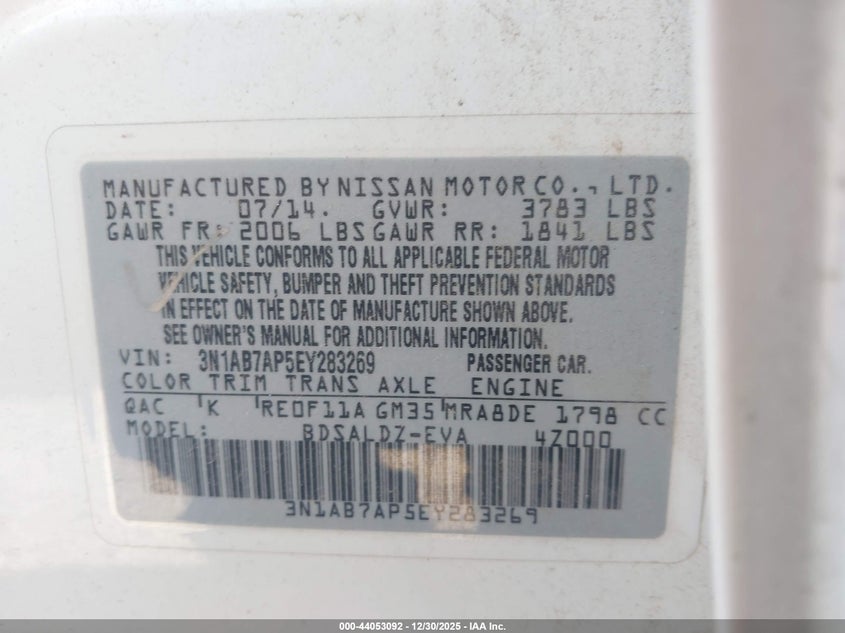 MANUFACTURED BY NISSAN MOTOR CO., LTD.
DATE: 07/14. GVWR: 3783 LBS
GAWR FR: 2006 LBS GAWR RR: 1841 LBS
THIS VEHICLE CONFORMS TO ALL APPLICABLE FEDERAL MOTOR
VEHICLE SAFETY, BUMPER AND THEFT PREVENTION STANDARDS
IN EFFECT ON THE DATE OF MANUFACTURE SHOWN ABOVE.
SEE OWNER'S MANUAL FOR ADDITIONAL INFORMATION.
VIN: 3N1AB7AP5EY283269 PASSENGER CAR.
COLOR TRIM TRANS AXLE ENGINE
QAC K RE0F11A GM35 MRA8DE 1798 CC
MODEL: BDSALDZ-EVA 4Z000
3N1AB7AP5EY283269
000-44053092 - 12/30/2025 - IAA Inc.